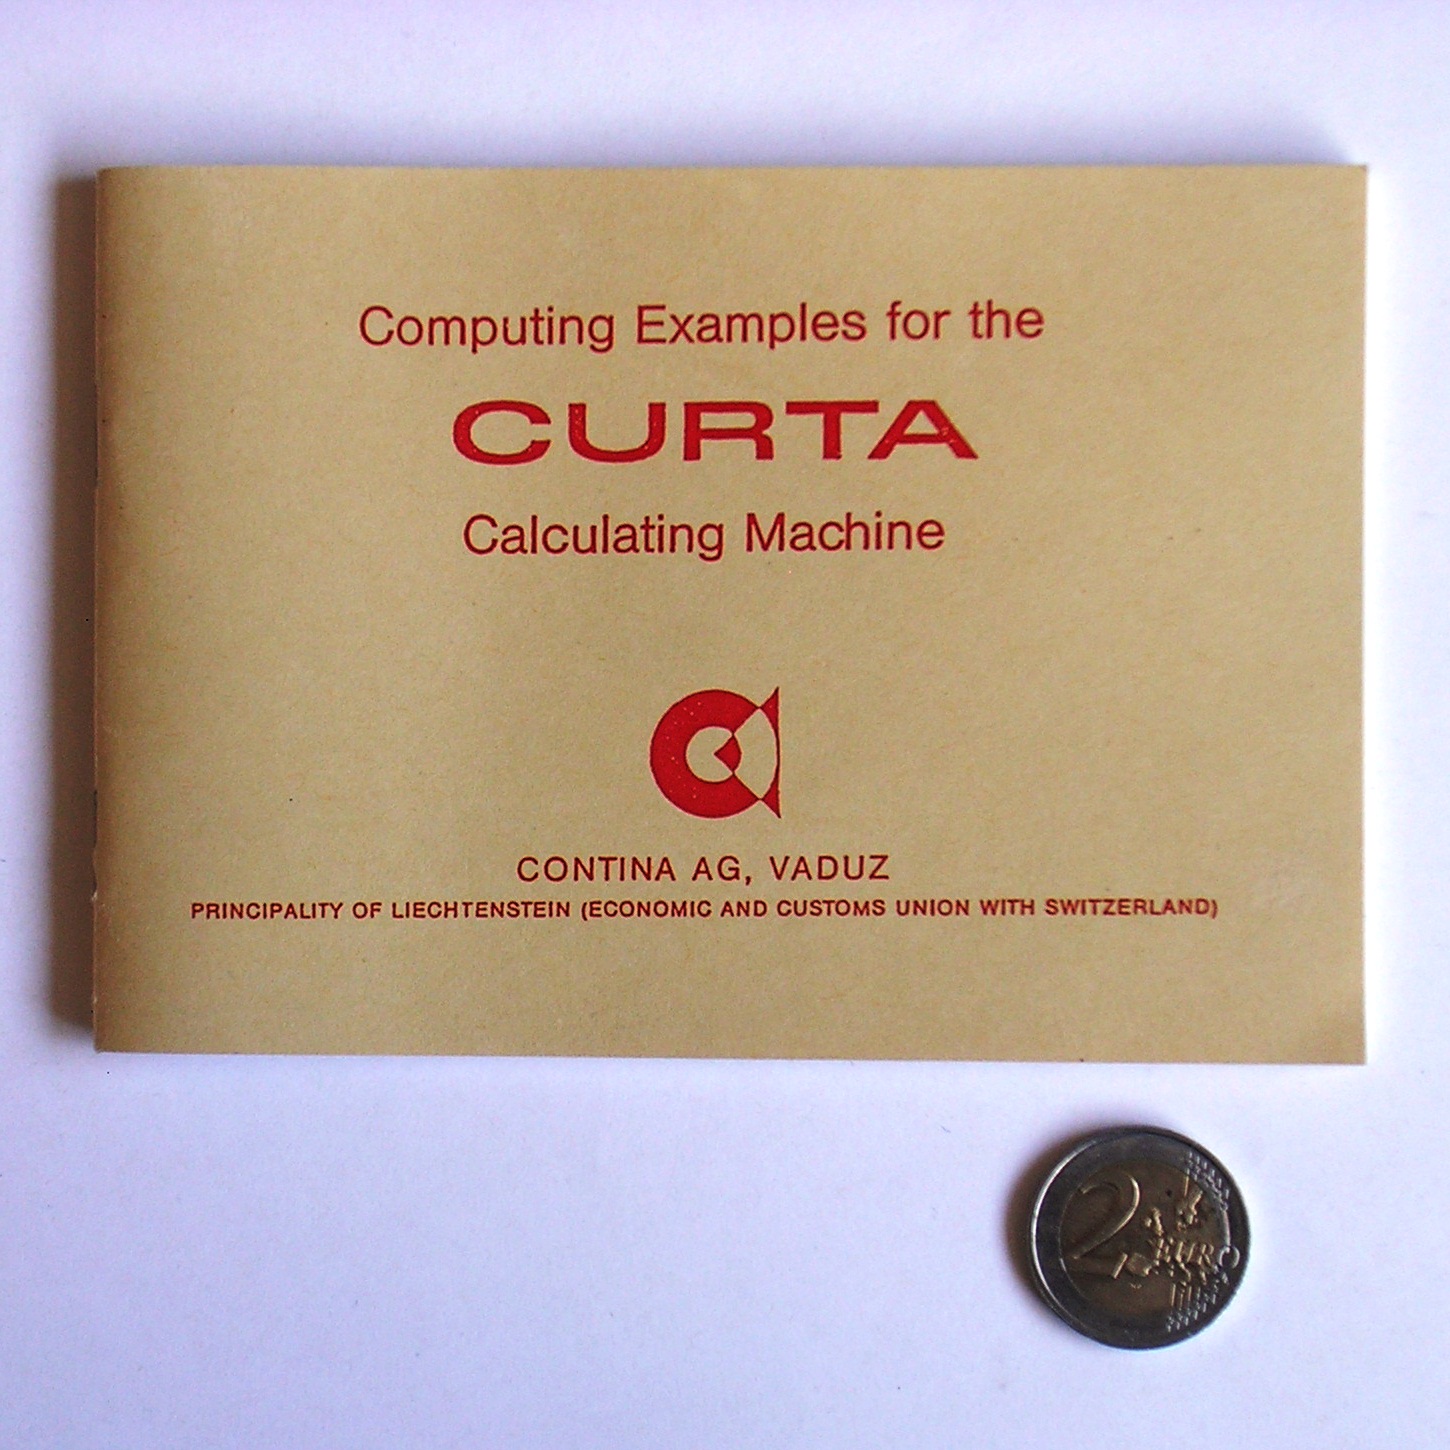 Computing Examples for the
CURTA
Calculating Machine
CONTINA AG, VADUZ
PRINCIPALITY OF LIECHTENSTEIN (ECONOMIC AND CUSTOMS UNION WITH SWITZERLAND)
2
EURO